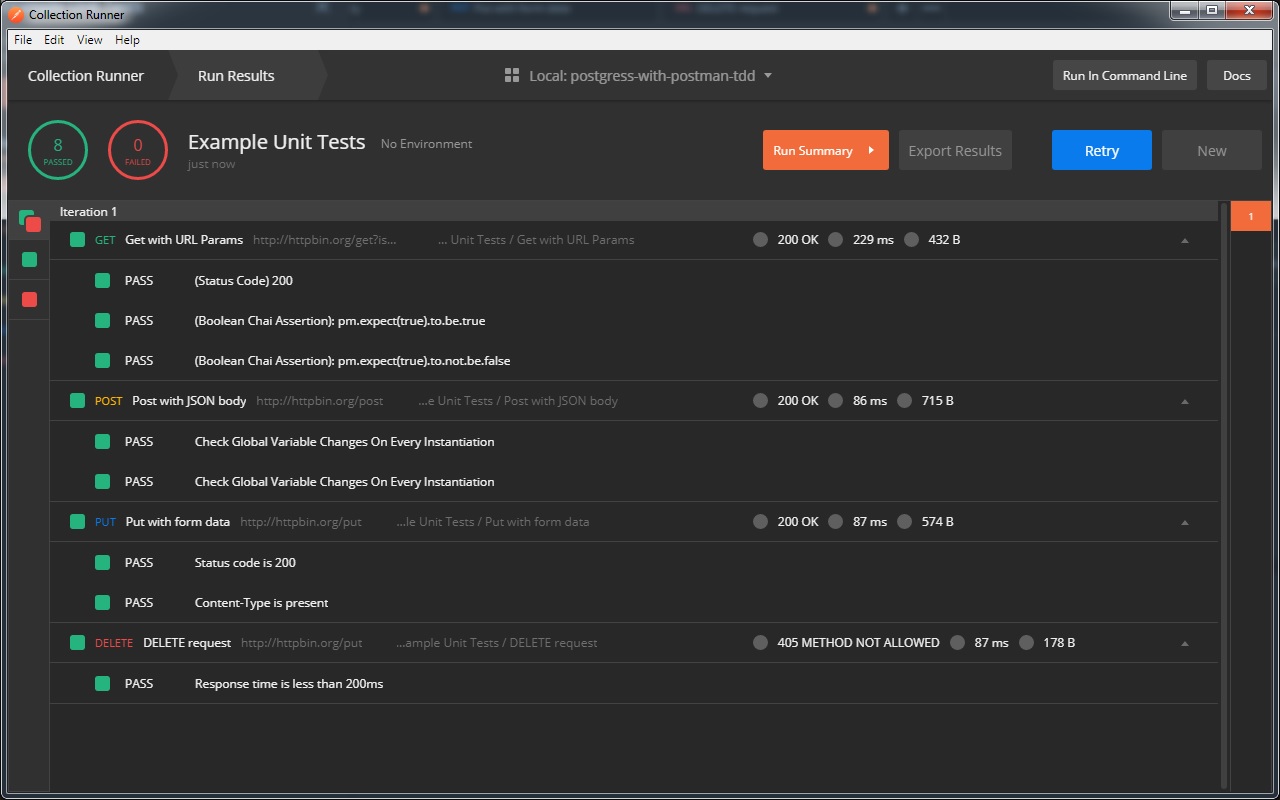 Collection Runner
File Edit View Help
Collection Runner Run Results Local: postgress-with-postman-tdd Run In Command Line Docs
8 PASSED 0 FAILED Example Unit Tests No Environment just now Run Summary Export Results Retry New
Iteration 1 1
GET Get with URL Params http://httpbin.org/get?is... ... Unit Tests / Get with URL Params 200 OK 229 ms 432 B
PASS (Status Code) 200
PASS (Boolean Chai Assertion): pm.expect(true).to.be.true
PASS (Boolean Chai Assertion): pm.expect(true).to.not.be.false
POST Post with JSON body http://httpbin.org/post ...e Unit Tests / Post with JSON body 200 OK 86 ms 715 B
PASS Check Global Variable Changes On Every Instantiation
PASS Check Global Variable Changes On Every Instantiation
PUT Put with form data http://httpbin.org/put ...le Unit Tests / Put with form data 200 OK 87 ms 574 B
PASS Status code is 200
PASS Content-Type is present
DELETE DELETE request http://httpbin.org/put ...ample Unit Tests / DELETE request 405 METHOD NOT ALLOWED 87 ms 178 B
PASS Response time is less than 200ms